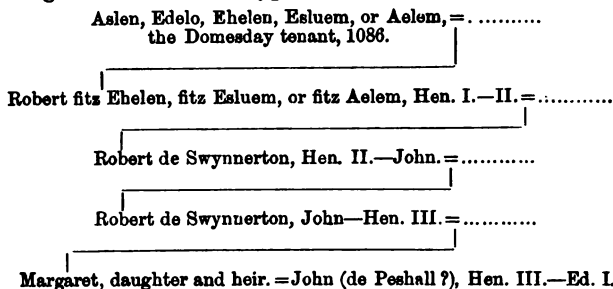 Aslen, Edelo, Ehelen, Esluem, or Aelem, = . ..........
the Domesday tenant, 1086.
Robert fitz Ehelen, fitz Esluem, or fitz Aelem, Hen. I.—II. = ............
Robert de Swynnerton, Hen. II.—John. = ............
Robert de Swynnerton, John—Hen. III. = ............
Margaret, daughter and heir. = John (de Peshall ?), Hen. III.—Ed. I.